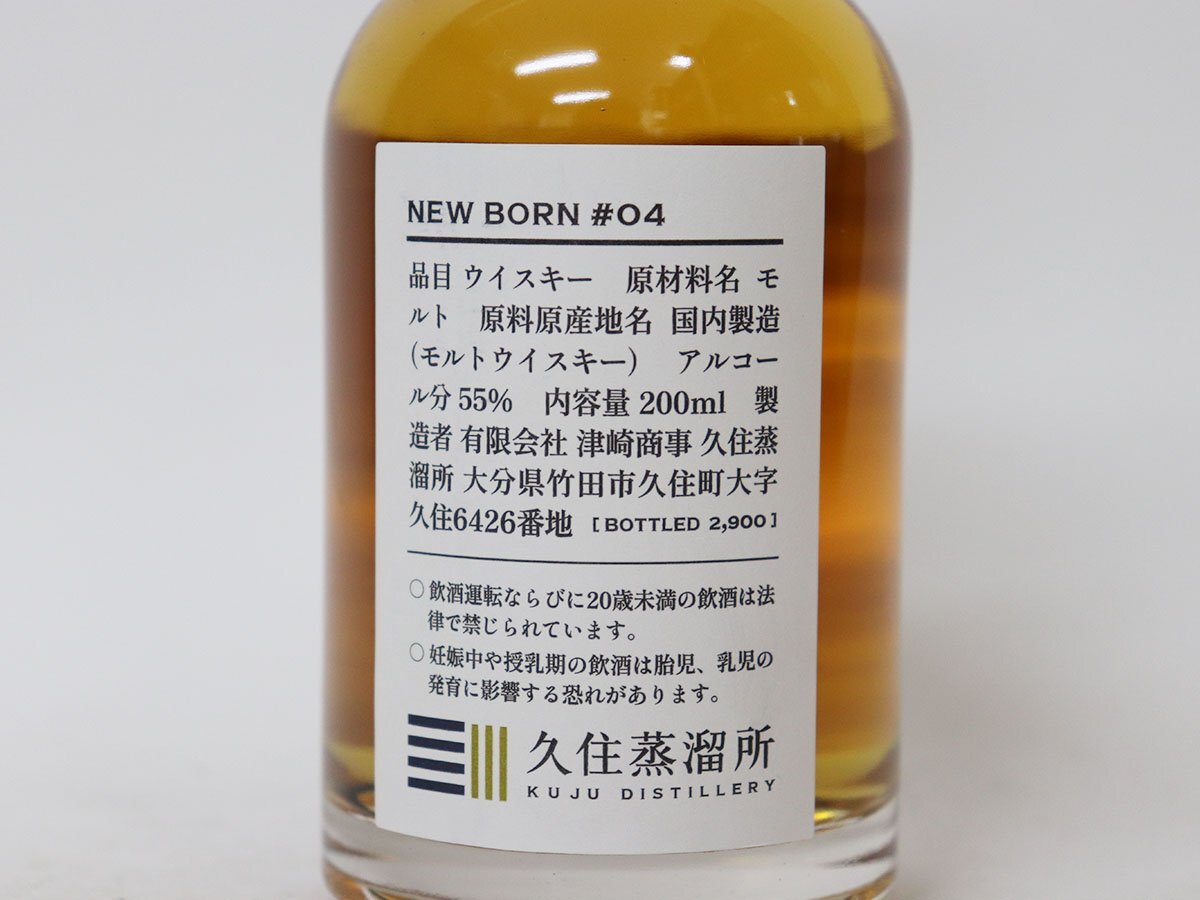 NEW BORN #04
品目 ウイスキー 原材料名 モ
ルト 原料原産地名 国内製造
(モルトウイスキー) アルコー
ル分 55% 内容量 200ml 製
造者 有限会社 津崎商事 久住蒸
溜所 大分県竹田市久住町大字
久住6426番地 [BOTTLED 2,900]
○飲酒運転ならびに20歳未満の飲酒は法
律で禁じられています。
○妊娠中や授乳期の飲酒は胎児、乳児の
発育に影響する恐れがあります。
久住蒸溜所
KUJU DISTILLERY